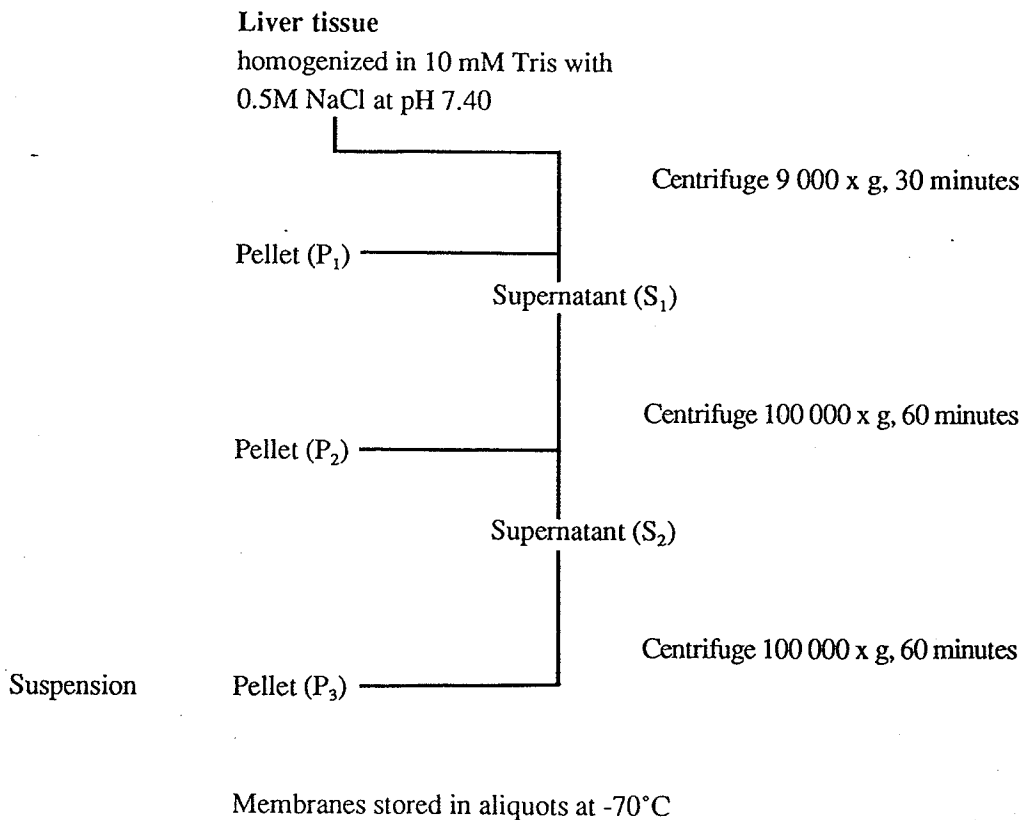 Liver tissue
homogenized in 10 mM Tris with
0.5M NaCl at pH 7.40
Centrifuge 9 000 x g, 30 minutes
Pellet (P₁)
Supernatant (S₁)
Centrifuge 100 000 x g, 60 minutes
Pellet (P₂)
Supernatant (S₂)
Centrifuge 100 000 x g, 60 minutes
Suspension Pellet (P₃)
Membranes stored in aliquots at -70°C